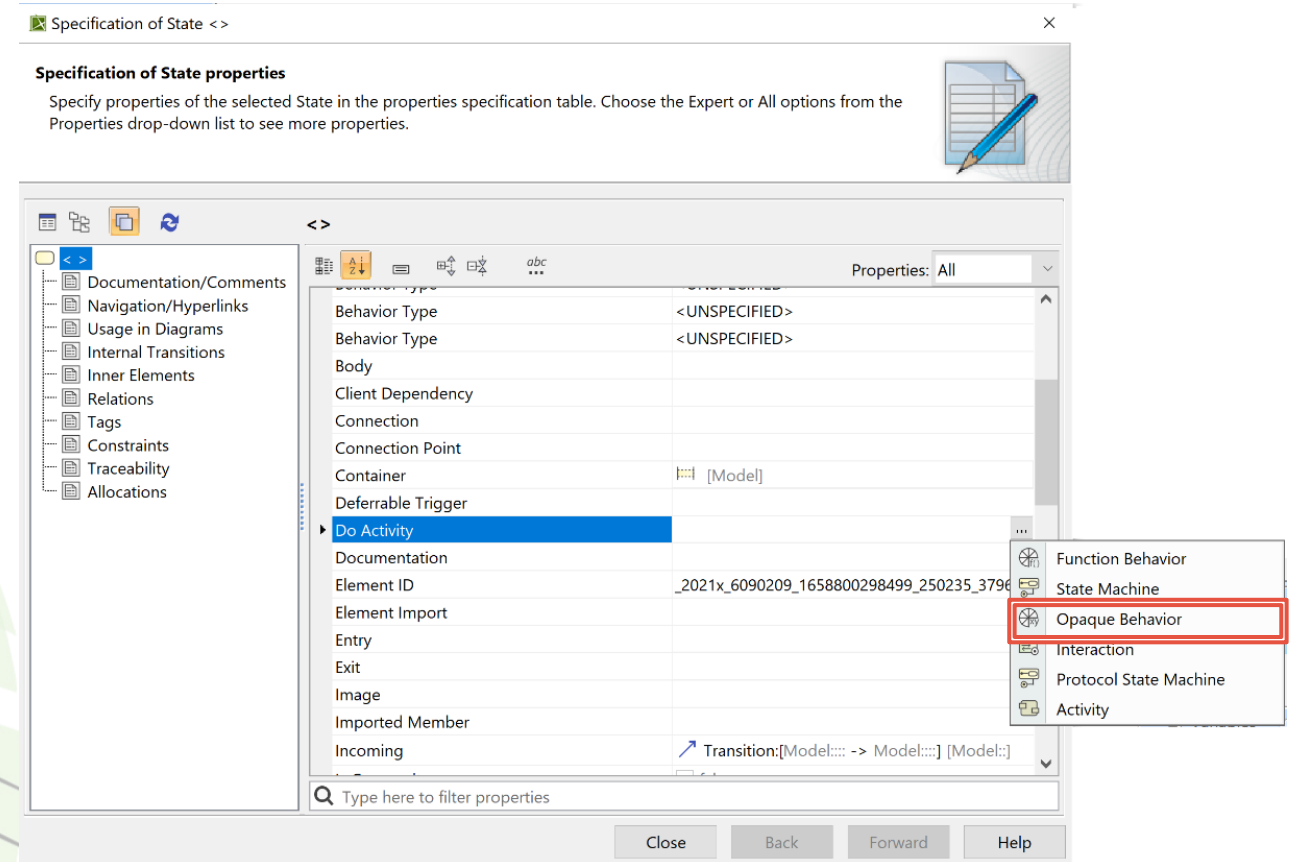 Specification of State <>
Specification of State properties
Specify properties of the selected State in the properties specification table. Choose the Expert or All options from the
Properties drop-down list to see more properties.
<>
< >
Documentation/Comments
Navigation/Hyperlinks
Usage in Diagrams
Internal Transitions
Inner Elements
Relations
Tags
Constraints
Traceability
Allocations
abc
Properties: All
Behavior Type <UNSPECIFIED>
Behavior Type <UNSPECIFIED>
Behavior Type <UNSPECIFIED>
Body
Client Dependency
Connection
Connection Point
Container [Model]
Deferrable Trigger
Do Activity ...
Documentation
Element ID _2021x_6090209_1658800298499_250235_3796
Element Import
Entry
Exit
Image
Imported Member
Incoming Transition:[Model:::: -> Model::::] [Model::]
Function Behavior
State Machine
Opaque Behavior
Interaction
Protocol State Machine
Activity
Type here to filter properties
Close Back Forward Help